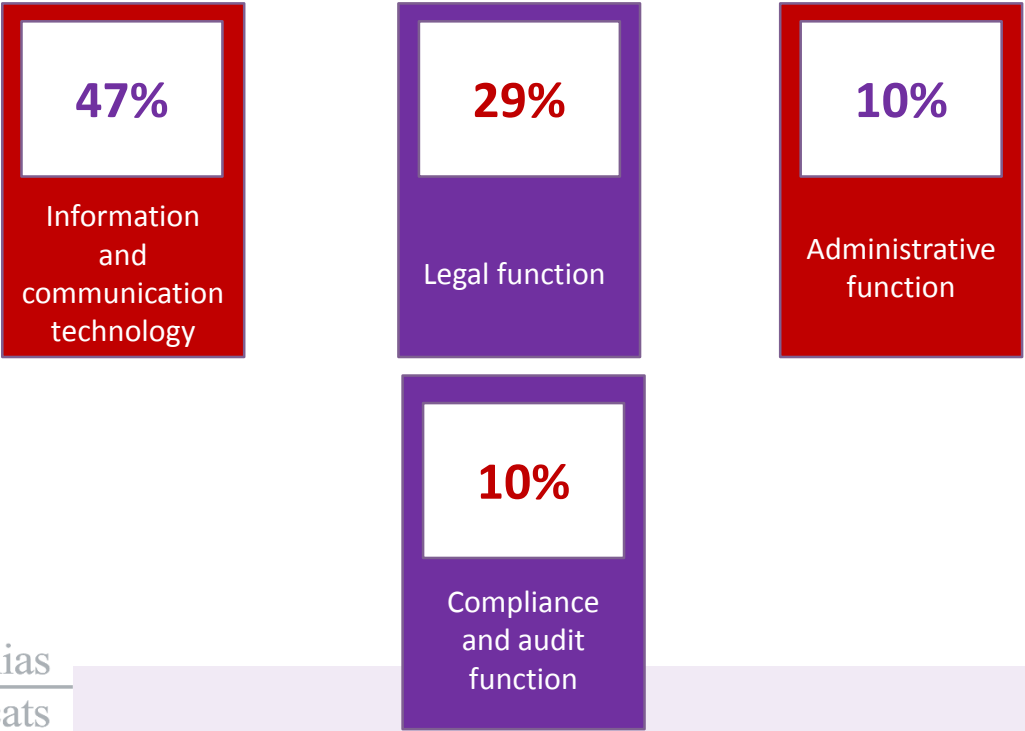 47%
Information
and
communication
technology
29%
Legal function
10%
Administrative
function
10%
Compliance
and audit
function